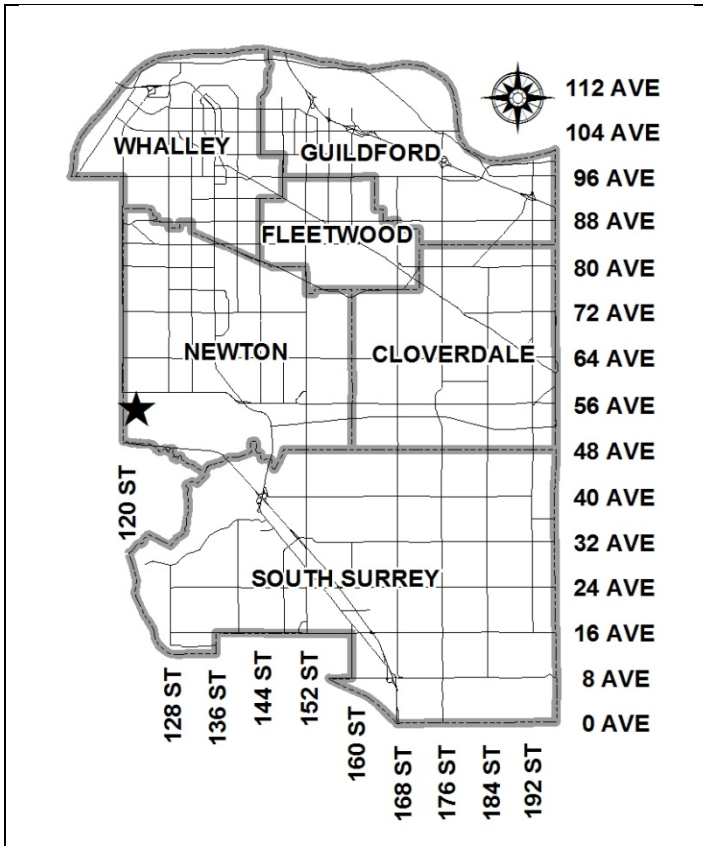 112 AVE
104 AVE
WHALLEY
GUILDFORD
96 AVE
88 AVE
FLEETWOOD
80 AVE
72 AVE
NEWTON
CLOVERDALE
64 AVE
56 AVE
48 AVE
120 ST
40 AVE
32 AVE
SOUTH SURREY
24 AVE
16 AVE
8 AVE
0 AVE
128 ST
136 ST
144 ST
152 ST
160 ST
168 ST
176 ST
184 ST
192 ST